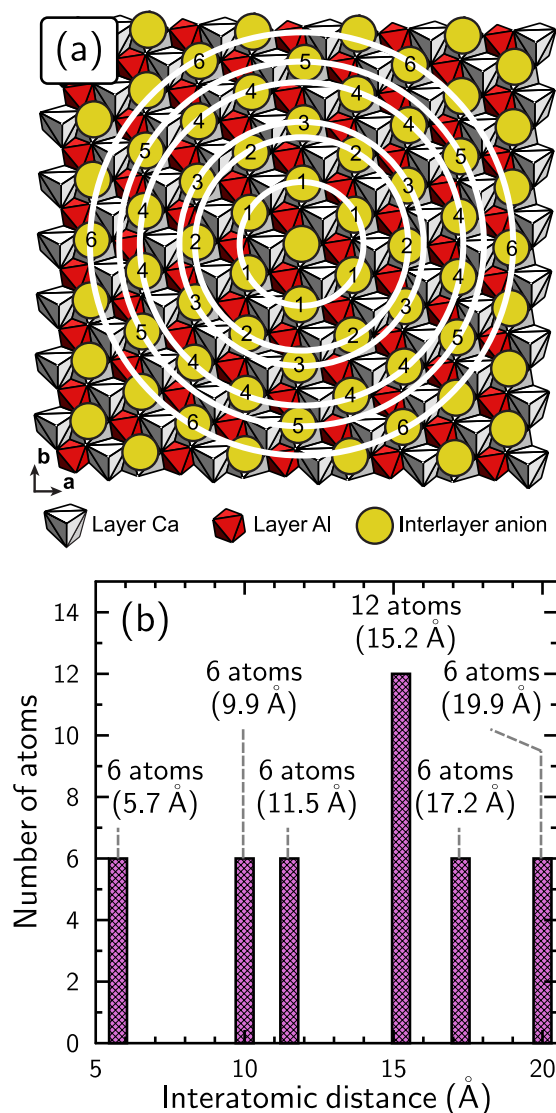 (a)
6 5 6
4 4
4 3 4
5 2 2 5
3 1 3
4 1 1 4
6 2 2 6
4 1 1 4
3 1 3
5 2 2 5
4 3 4
4 4
6 5 6
b
a
Layer Ca Layer Al Interlayer anion
(b)
12 atoms
(15.2 Å)
6 atoms
(9.9 Å)
6 atoms
(19.9 Å)
6 atoms
(5.7 Å)
6 atoms
(11.5 Å)
6 atoms
(17.2 Å)
Number of atoms
14
12
10
8
6
4
2
0
5 10 15 20
Interatomic distance (Å)